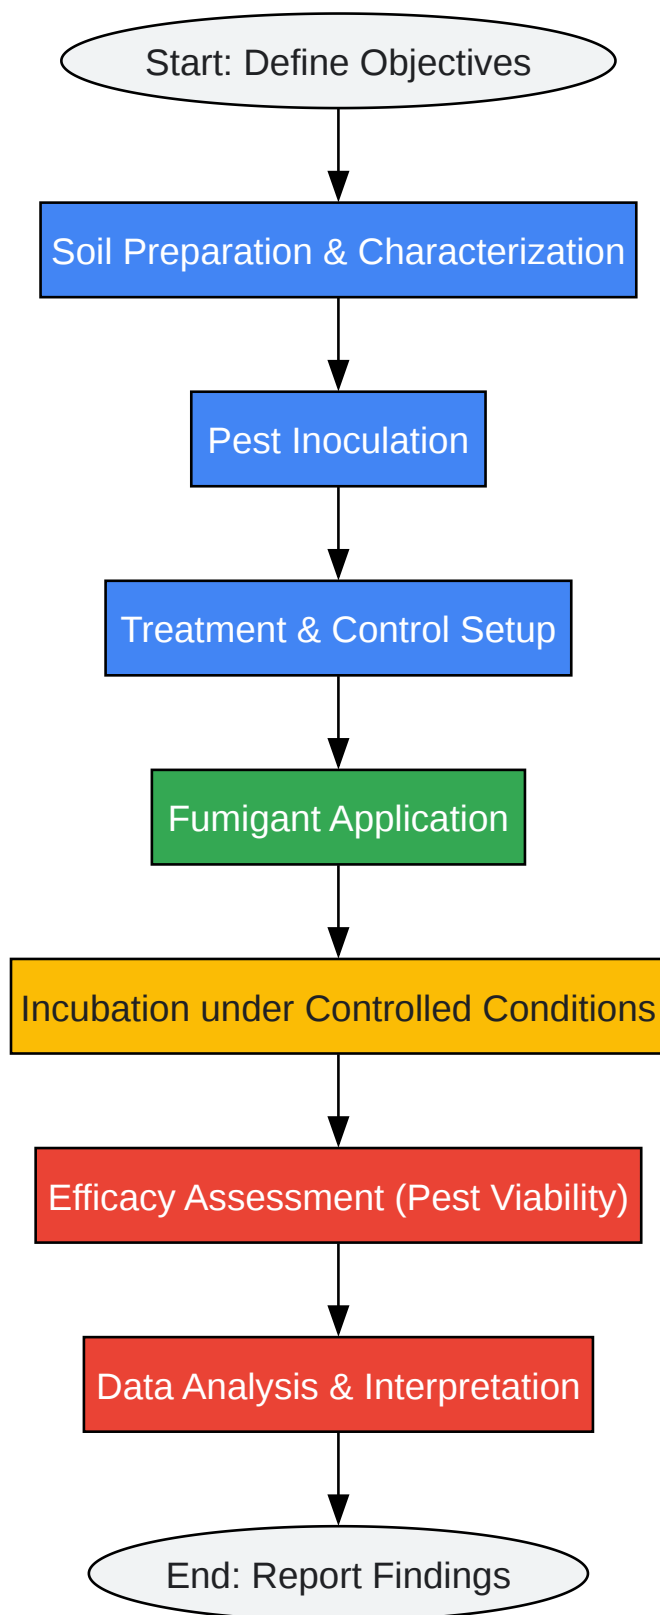 Start: Define Objectives
Soil Preparation & Characterization
Pest Inoculation
Treatment & Control Setup
Fumigant Application
Incubation under Controlled Conditions
Efficacy Assessment (Pest Viability)
Data Analysis & Interpretation
End: Report Findings